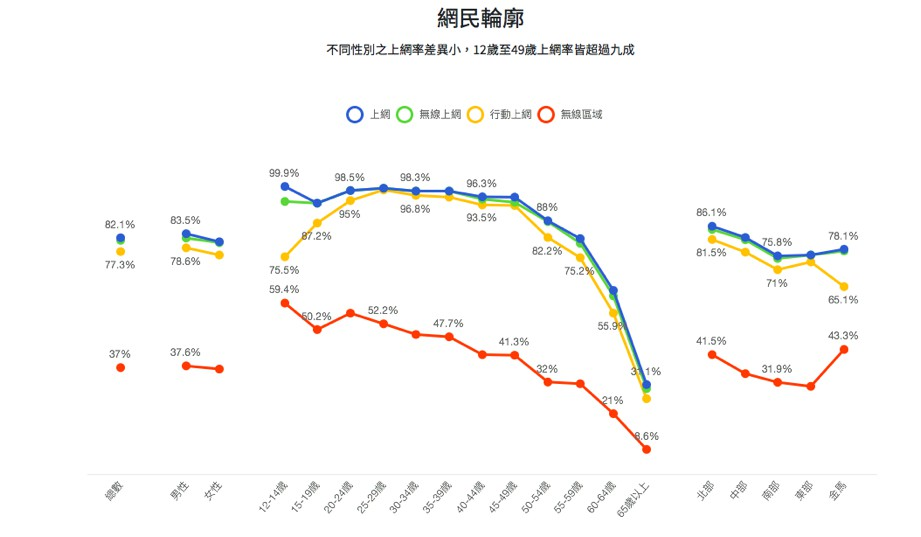 網民輪廓
不同性別之上網率差異小，12歲至49歲上網率皆超過九成
上網 無線上網 行動上網 無線區域
99.9% 98.5% 98.3% 96.3% 88%
82.1% 83.5% 86.1% 75.8% 78.1%
77.3% 78.6% 75.5% 87.2% 95% 96.8% 93.5% 82.2% 75.2% 55.9% 37.1% 81.5% 71% 65.1%
59.4% 50.2% 52.2% 47.7% 41.3% 32% 21% 8.6%
37% 37.6% 41.5% 31.9% 43.3%
總數 男性 女性 12-14歲 15-19歲 20-24歲 25-29歲 30-34歲 35-39歲 40-44歲 45-49歲 50-54歲 55-59歲 60-64歲 65歲以上 北部 中部 南部 東部 金馬